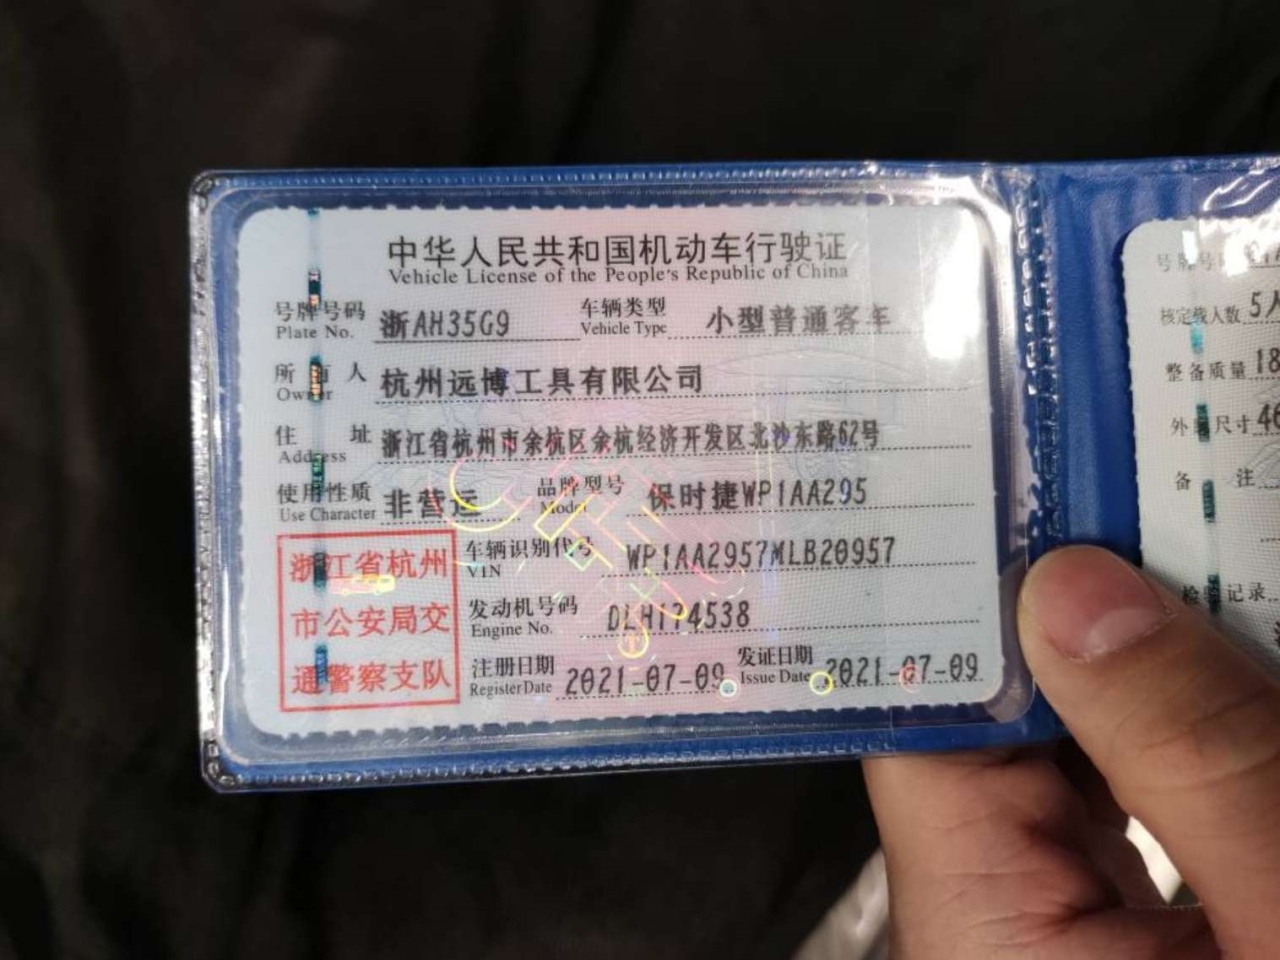 中华人民共和国机动车行驶证
Vehicle License of the People's Republic of China
号牌号码 浙AH35G9 车辆类型 小型普通客车
Plate No. Vehicle Type
所有人 杭州远博工具有限公司
Owner
住址 浙江省杭州市余杭区余杭经济开发区北沙东路62号
Address
使用性质 非营运 品牌型号 保时捷WP1AA295
Use Character Model
浙江省杭州
市公安局交
通警察支队
车辆识别代号 WP1AA2957MLB20957
VIN
发动机号码
Engine No.
注册日期 2021-07-09 发证日期 2021-07-09
Register Date Issue Date
核定载人数 5人
整备质量 18
外 尺寸
备注
检验记录